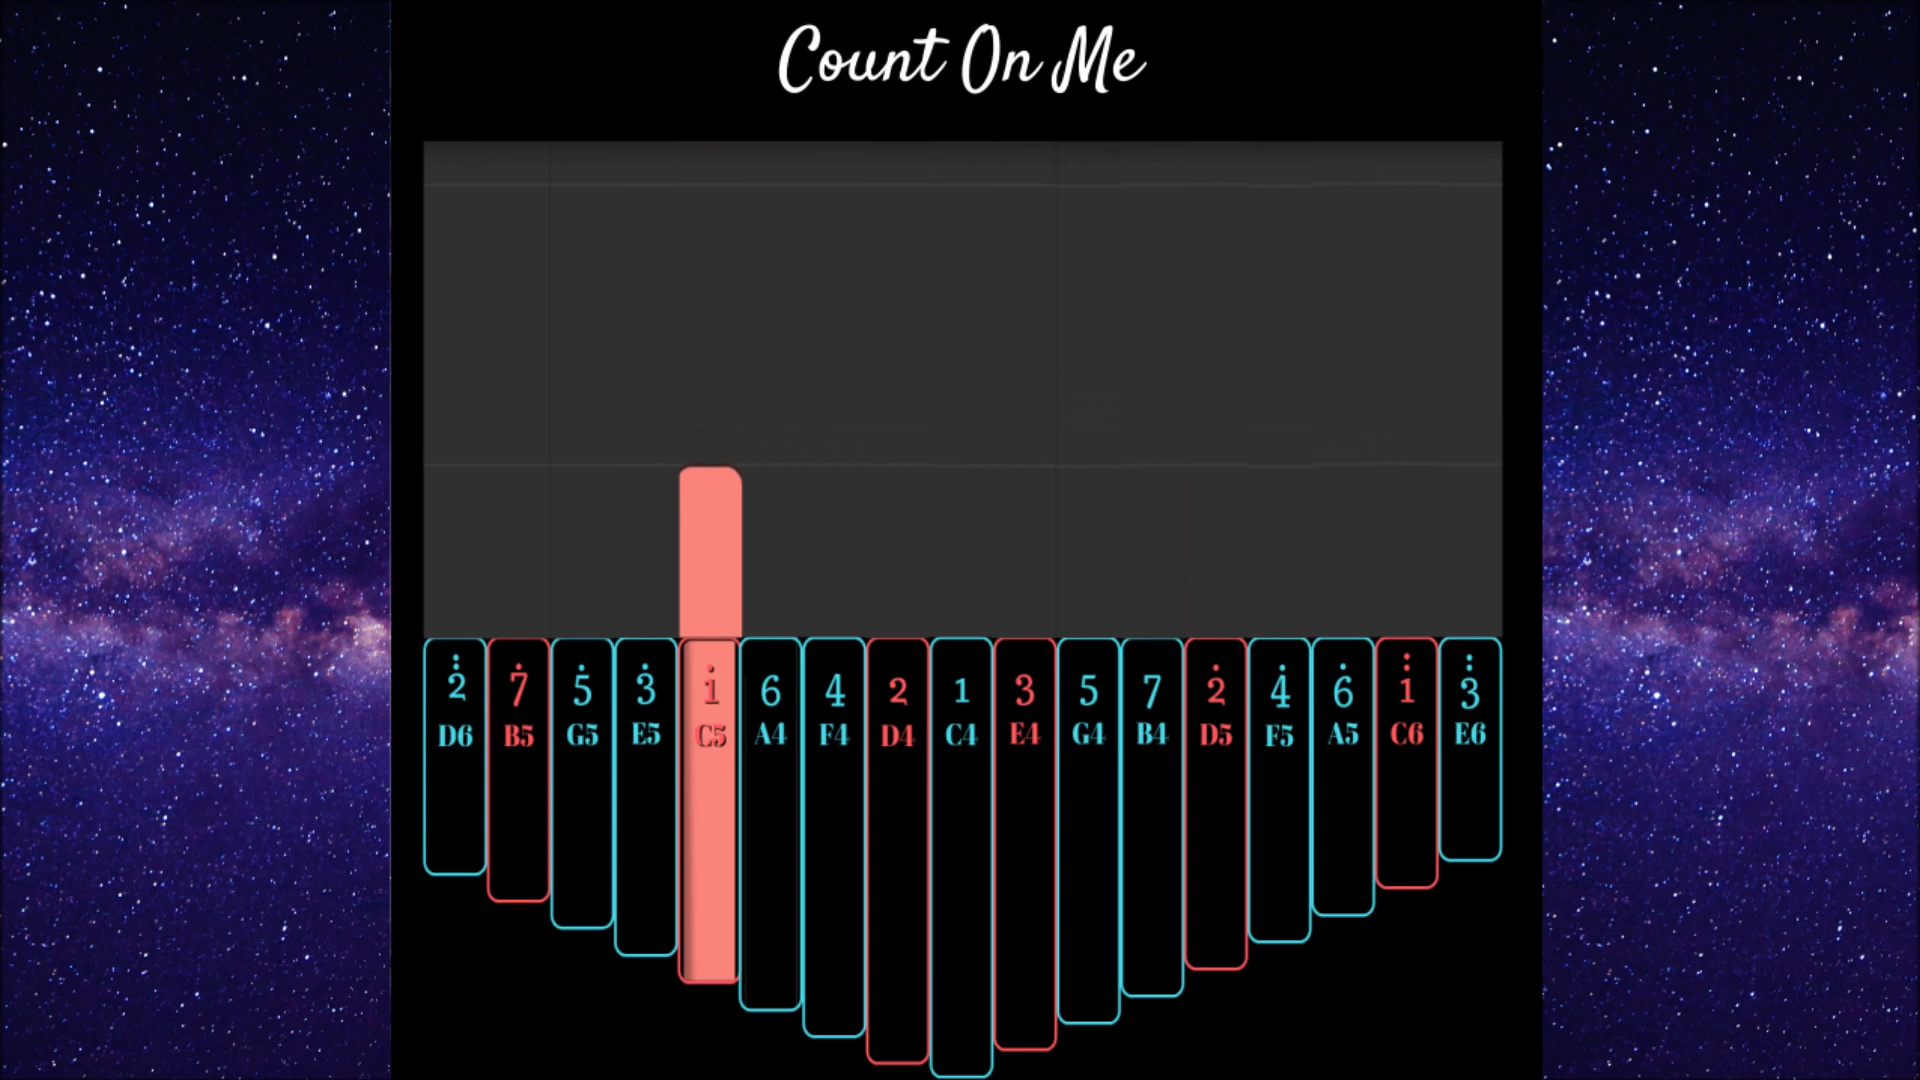 Count On Me
2̈ 7̇ 5̇ 3̇ 1̇ 6 4 2 1 3 5 7 2̇ 4̇ 6̇ 1̈ 3̈
D6 B5 G5 E5 C5 A4 F4 D4 C4 E4 G4 B4 D5 F5 A5 C6 E6